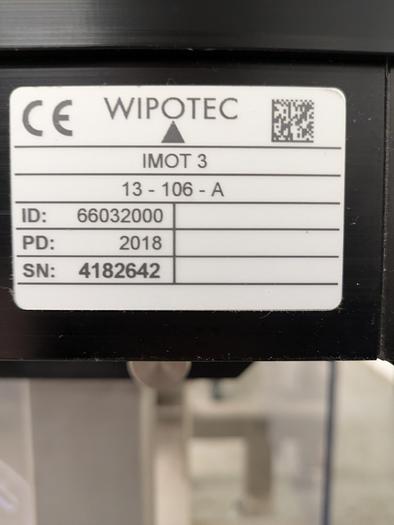 CE WIPOTEC
IMOT 3
13 - 106 - A
ID: 66032000
PD: 2018
SN: 4182642